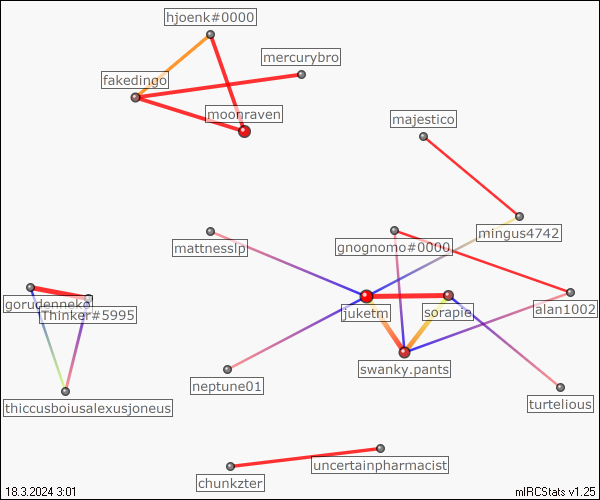 hjoenk#0000
mercurybro
fakedingo
moonraven
majestico
mingus4742
mattnesslp
gnognomo#0000
gorudenneko
Thinker#5995
juketm
sorapie
alan1002
swanky.pants
neptune01
turtelious
thiccusboiusalexusjoneus
uncertainpharmacist
chunkzter
18.3.2024 3:01
mIRCStats v1.25